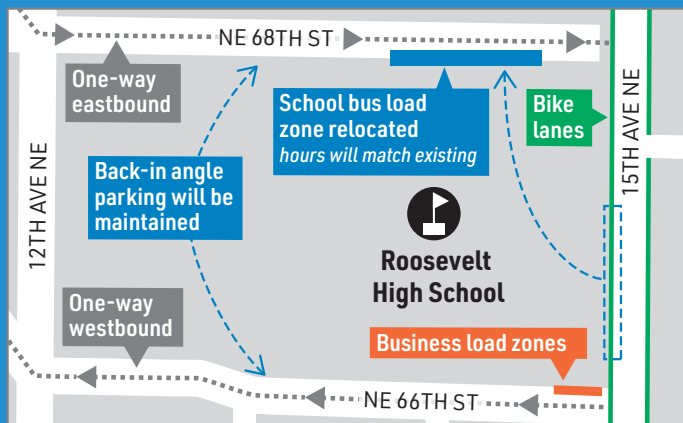 NE 68TH ST
One-way
eastbound
School bus load
zone relocated
hours will match existing
Bike
lanes
15TH AVE NE
12TH AVE NE
Back-in angle
parking will be
maintained
Roosevelt
High School
One-way
westbound
Business load zones
NE 66TH ST